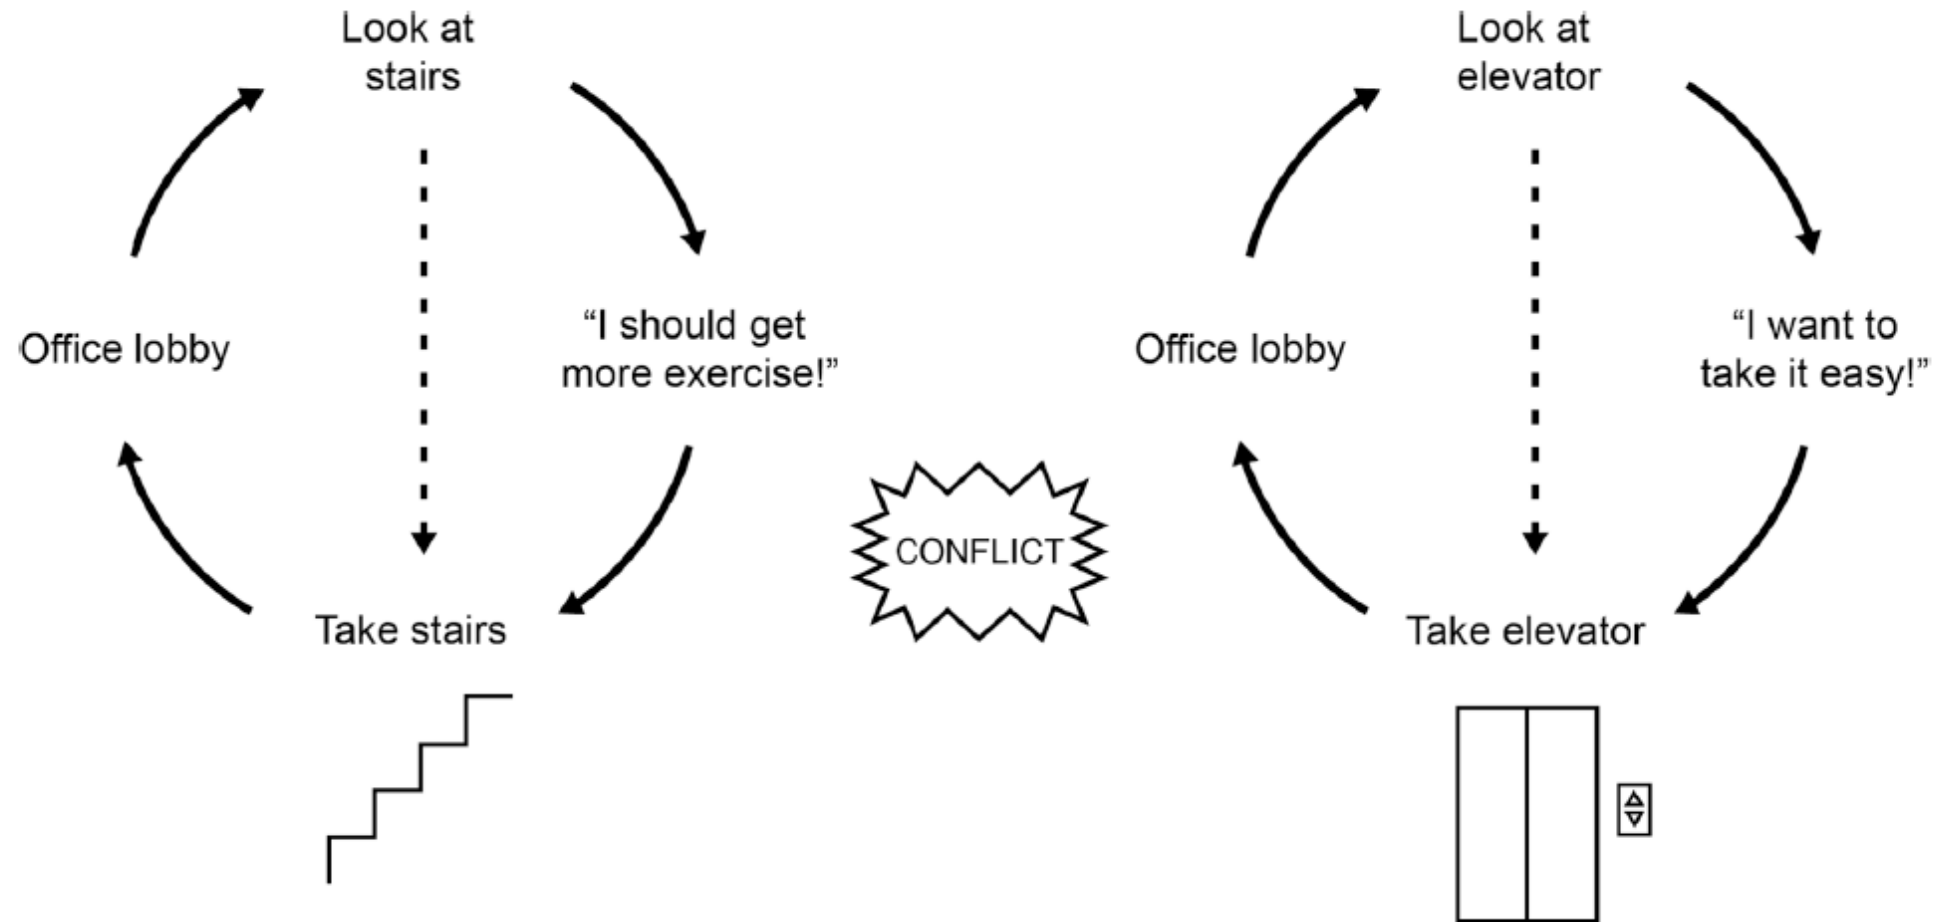 Look at
stairs
Office lobby
“I should get
more exercise!”
Take stairs
CONFLICT
Look at
elevator
Office lobby
“I want to
take it easy!”
Take elevator